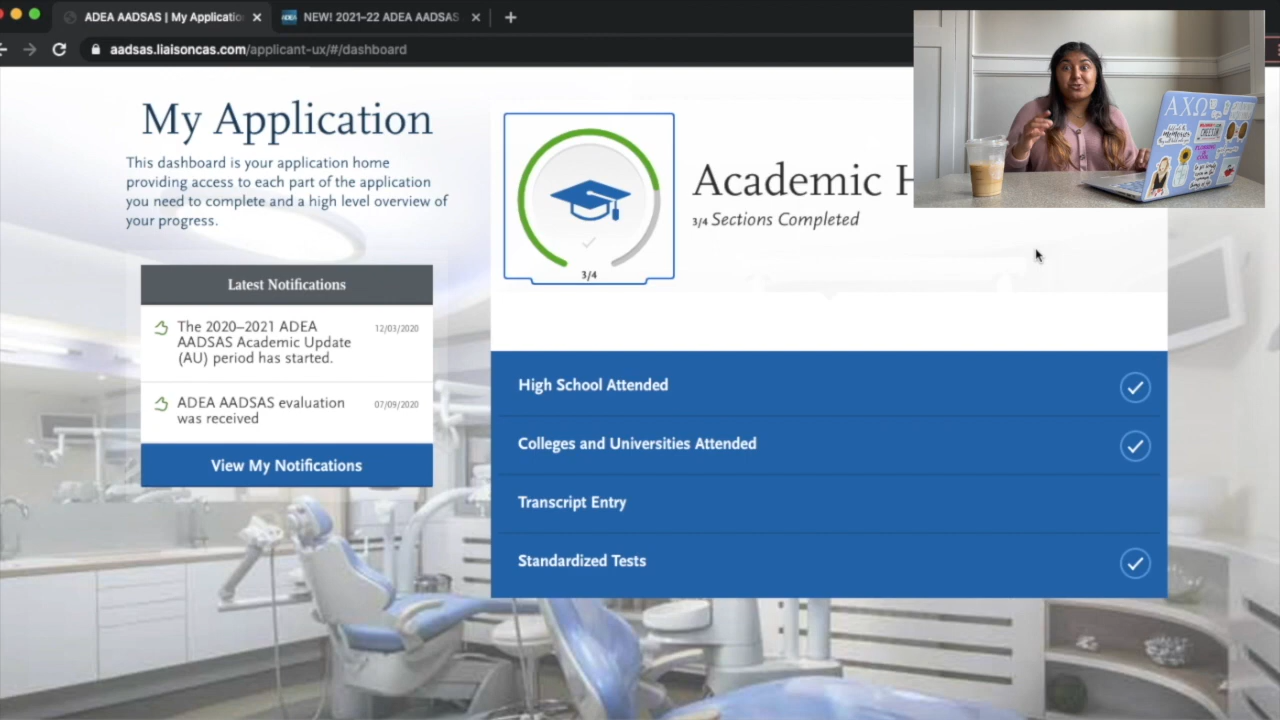 ADEA AADSAS | My Applicatio
NEW! 2021–22 ADEA AADSAS
aadsas.liaisoncas.com/applicant-ux/#/dashboard
My Application
This dashboard is your application home
providing access to each part of the application
you need to complete and a high level overview of
your progress.
Latest Notifications
The 2020–2021 ADEA
AADSAS Academic Update
(AU) period has started.
12/03/2020
ADEA AADSAS evaluation
was received
07/09/2020
View My Notifications
3/4
Academic H
3/4 Sections Completed
High School Attended
Colleges and Universities Attended
Transcript Entry
Standardized Tests
ΑΧΩ